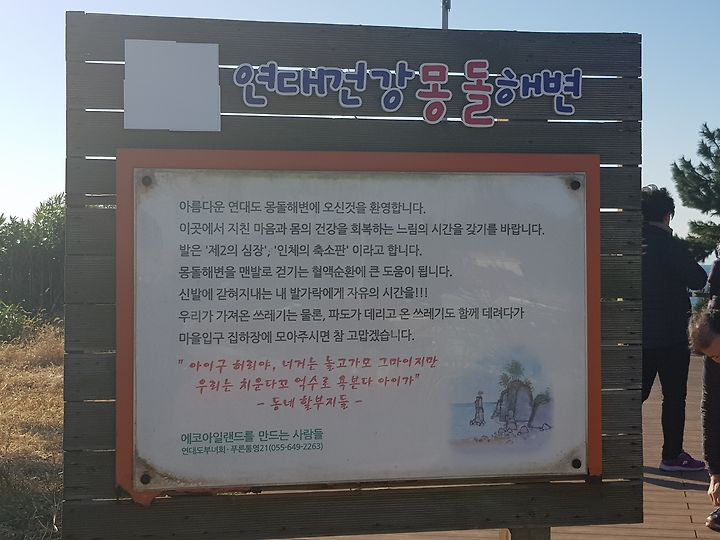 연대건강몽돌해변
아름다운 연대도 몽돌해변에 오신것을 환영합니다.
이곳에서 지친 마음과 몸의 건강을 회복하는 느림의 시간을 갖기를 바랍니다.
발은 '제2의 심장', '인체의 축소판' 이라고 합니다.
몽돌해변을 맨발로 걷기는 혈액순환에 큰 도움이 됩니다.
신발에 갇혀지내는 내 발가락에게 자유의 시간을!!!
우리가 가져온 쓰레기는 물론, 파도가 데리고 온 쓰레기도 함께 데려다가
마을입구 집하장에 모아주시면 참 고맙겠습니다.
" 아이구 허리야, 너거는 놀고가모 그마이지만
우리는 치운다꼬 억수로 욕본다 아이가"
- 동네 할부지들 -
에코아일랜드를 만드는 사람들
연대도부녀회· 푸른통영21(055-649-2263)